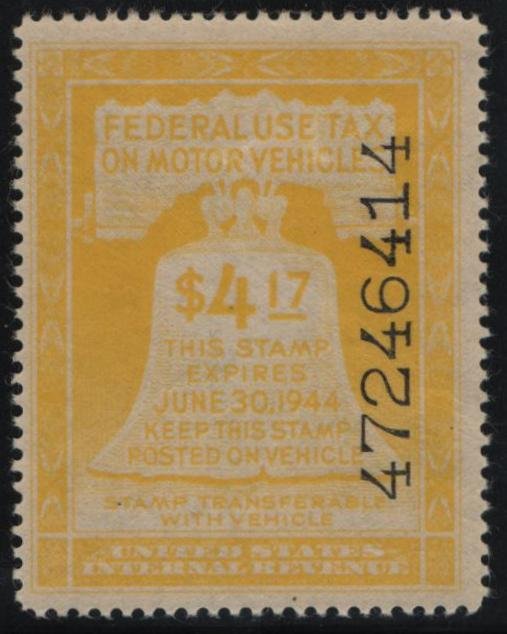 FEDERAL USE TAX
ON MOTOR VEHICLES
$4 17
THIS STAMP
EXPIRES
JUNE 30, 1944
KEEP THIS STAMP
POSTED ON VEHICLE
STAMP TRANSFERABLE
WITH VEHICLE
UNITED STATES
INTERNAL REVENUE
47246414